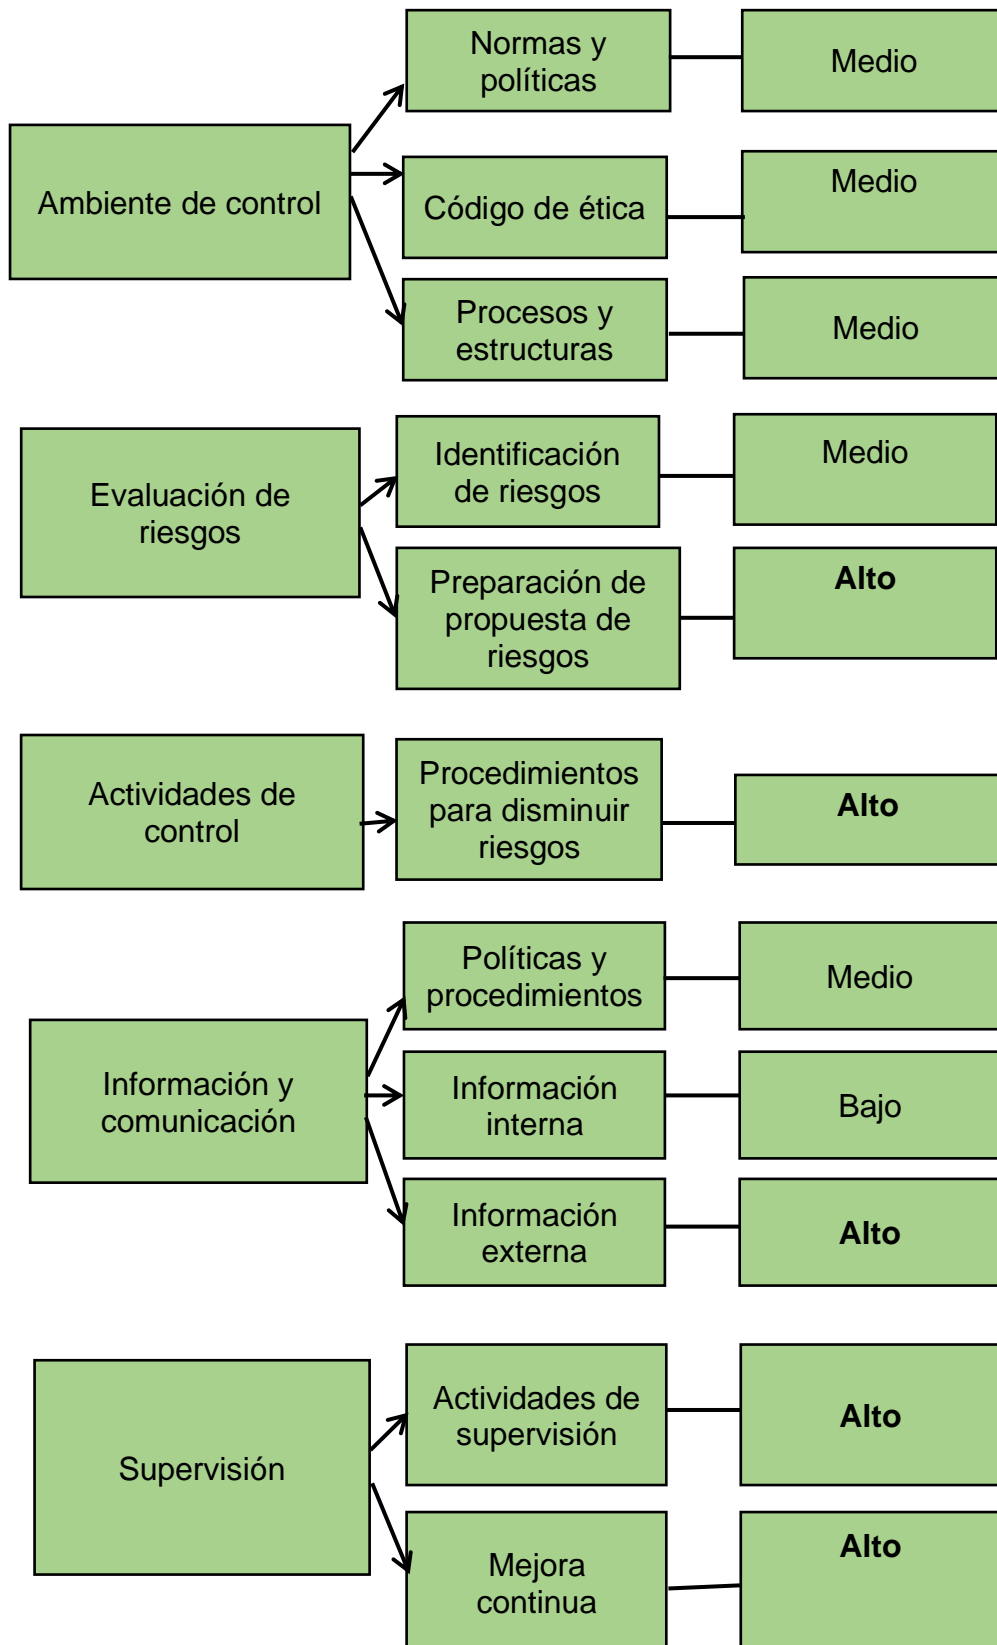 Ambiente de control
Normas y
políticas
Medio
Código de ética
Medio
Procesos y
estructuras
Medio
Evaluación de
riesgos
Identificación
de riesgos
Medio
Preparación de
propuesta de
riesgos
Alto
Actividades de
control
Procedimientos
para disminuir
riesgos
Alto
Información y
comunicación
Políticas y
procedimientos
Medio
Información
interna
Bajo
Información
externa
Alto
Supervisión
Actividades de
supervisión
Alto
Mejora
continua
Alto